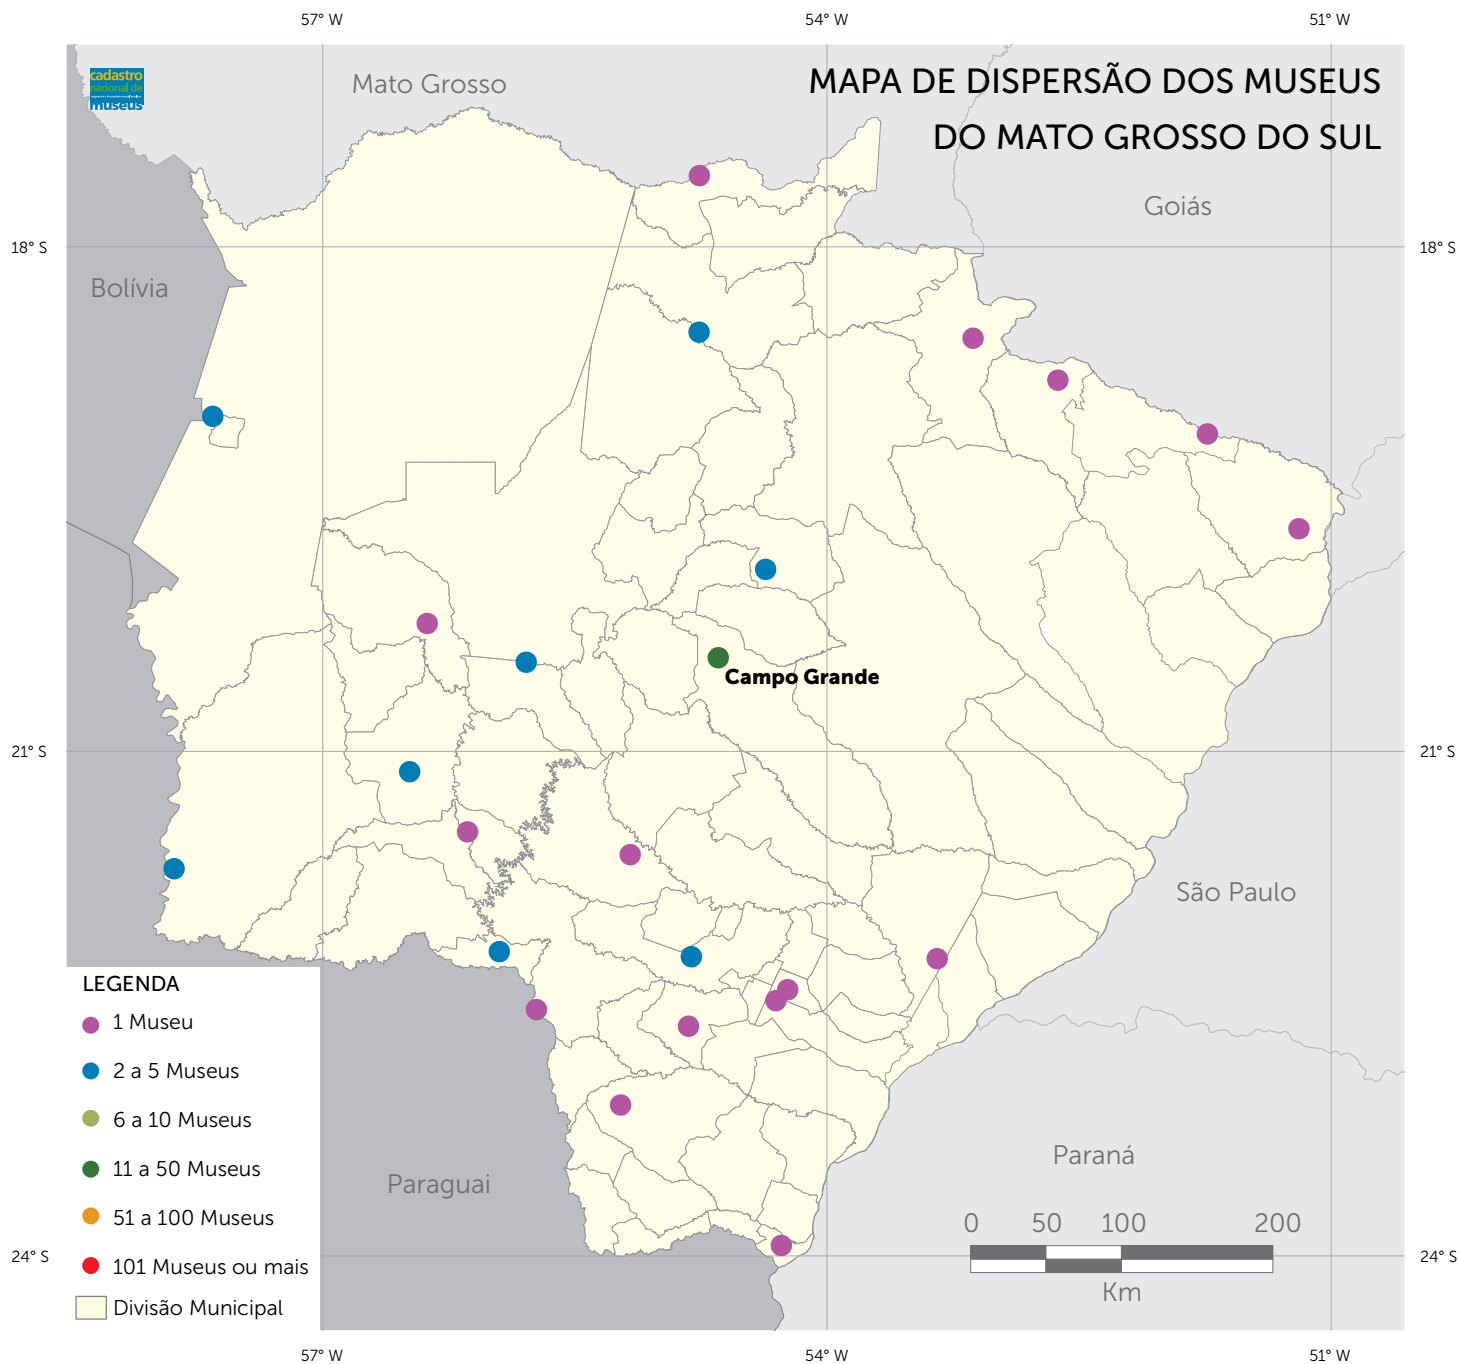 57° W
54° W
51° W
cadastro
nacional de
museus
Mato Grosso
MAPA DE DISPERSÃO DOS MUSEUS
DO MATO GROSSO DO SUL
Goiás
18° S
18° S
Bolívia
Campo Grande
21° S
21° S
São Paulo
LEGENDA
1 Museu
2 a 5 Museus
6 a 10 Museus
11 a 50 Museus
51 a 100 Museus
101 Museus ou mais
Divisão Municipal
Paraguai
Paraná
0 50 100 200
Km
24° S
24° S
57° W
54° W
51° W